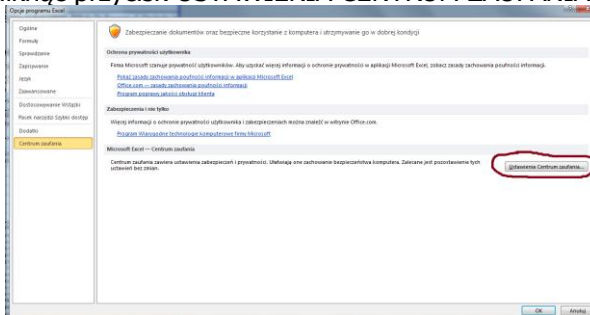 Opcje programu Excel
Ogólne
Formuły
Sprawdzanie
Zapisywanie
Język
Zaawansowane
Dostosowywanie Wstążki
Pasek narzędzi Szybki dostęp
Dodatki
Centrum zaufania
Zabezpieczanie dokumentów oraz bezpieczne korzystanie z komputera i utrzymywanie go w dobrej kondycji
Ochrona prywatności użytkownika
Firma Microsoft szanuje prywatność użytkowników. Aby uzyskać więcej informacji o ochronie prywatności w aplikacji Microsoft Excel, zobacz zasady zachowania poufności informacji.
Pokaż zasady zachowania poufności informacji w aplikacji Microsoft Excel
Office.com — zasady zachowania poufności informacji
Program poprawy jakości obsługi klienta
Zabezpieczenia i nie tylko
Więcej informacji o ochronie prywatności i zabezpieczeniach można znaleźć w witrynie Office.com.
Program Wiarygodne technologie komputerowe firmy Microsoft
Microsoft Excel — Centrum zaufania
Centrum zaufania zawiera ustawienia zabezpieczeń i prywatności. Ułatwiają one zachowanie bezpieczeństwa komputera. Zalecane jest pozostawienie tych
ustawień bez zmian.
Ustawienia Centrum zaufania...
OK
Anuluj